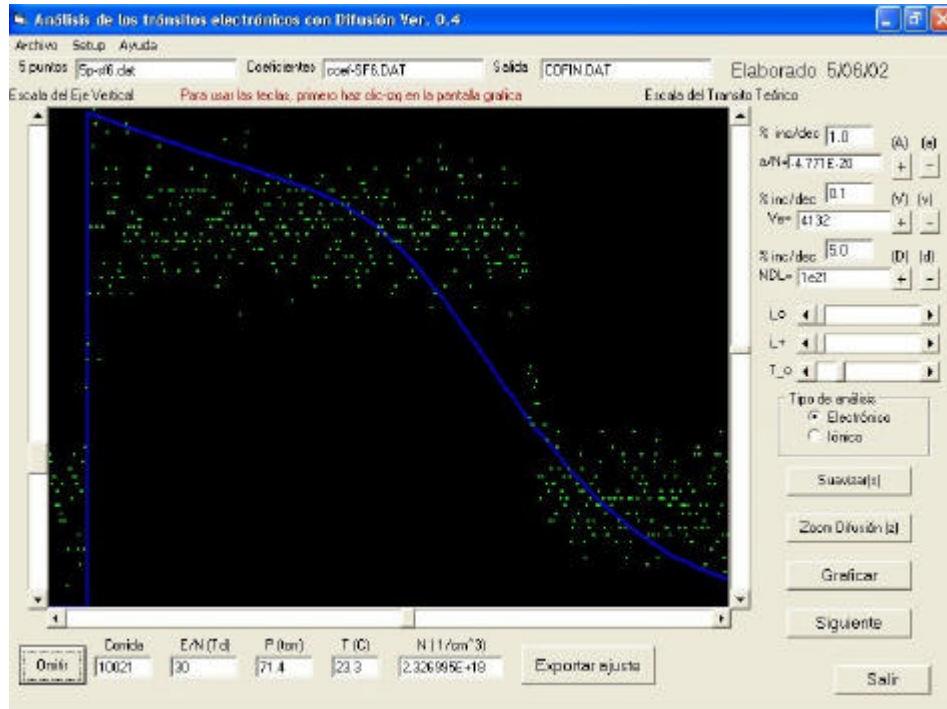 Análisis de los tránsitos electrónicos con Difusión Ver. 0.4
Archivo Setup Ayuda
5 puntos 5p-sf6.dat Coeficientes coef-SF6.DAT Salida COFIN.DAT Elaborado 5/06/02
Escala del Eje Vertical Para usar las teclas, primero haz clic-izq en la pantalla grafica Escala del Transito Teórico
% inc/dec 1.0 (A) (a)
a/N= -4.771E-20 + -
% inc/dec 0.1 (V) (v)
Ve= 4132 + -
% inc/dec 5.0 (D) (d)
NDL= 1e21 + -
L+
T_o
Tipo de análisis
Electrónico
Iónico
Suavizar(s)
Zoom Difusión (z)
Graficar
Siguiente
Corrida E/N (Td) P (torr) T (C) N (1/cm^3)
Omitir 10021 30 71.4 23.3 2.326995E+18 Exportar ajuste
Salir